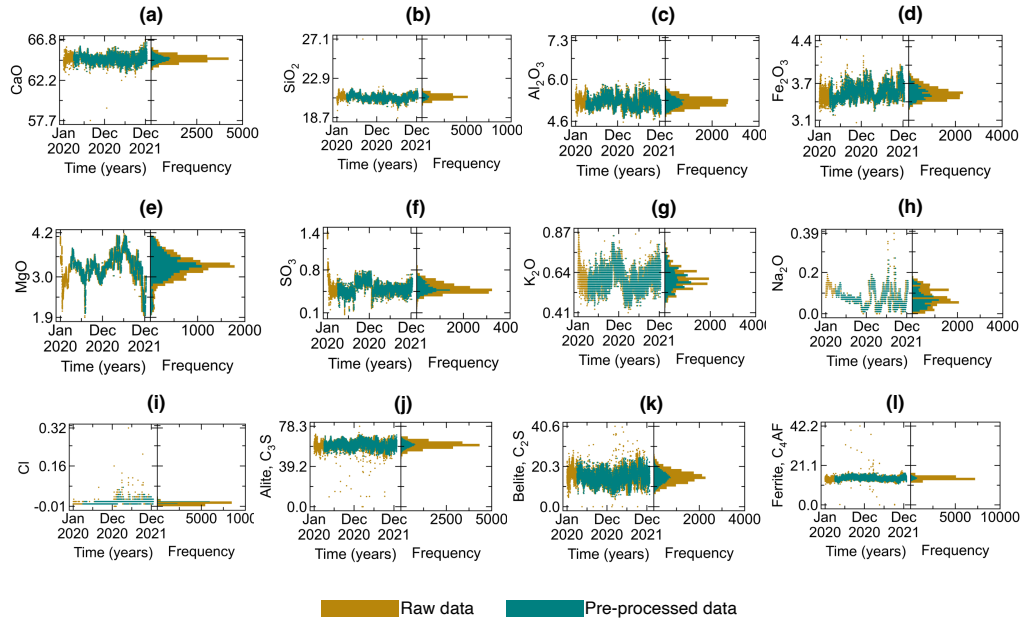 (a)
66.8
62.2
57.7
CaO
Jan Dec Dec
2020 2020 2021
2500 5000
Time (years) Frequency
(b)
27.1
22.9
18.7
SiO2
Jan Dec Dec
2020 2020 2021
5000 1000
Time (years) Frequency
(c)
7.3
6.0
4.6
Al2O3
Jan Dec Dec
2020 2020 2021
2000 4000
Time (years) Frequency
(d)
4.4
3.7
3.1
Fe2O3
Jan Dec Dec
2020 2020 2021
2000 4000
Time (years) Frequency
(e)
4.2
3.0
1.9
MgO
Jan Dec Dec
2020 2020 2021
1000 2000
Time (years) Frequency
(f)
1.4
0.8
0.1
SO3
Jan Dec Dec
2020 2020 2021
2000 400
Time (years) Frequency
(g)
0.87
0.64
0.41
K2O
Jan Dec Dec
2020 2020 2021
2000 4000
Time (years) Frequency
(h)
0.39
0.2
0.0
Na2O
Jan Dec Dec
2020 2020 2021
2000 4000
Time (years) Frequency
(i)
0.32
0.16
-0.01
Cl
Jan Dec Dec
2020 2020 2021
5000 1000
Time (years) Frequency
(j)
78.3
39.2
0.0
Alite, C3S
Jan Dec Dec
2020 2020 2021
2500 5000
Time (years) Frequency
(k)
40.6
20.3
0.0
Belite, C2S
Jan Dec Dec
2020 2020 2021
2000 4000
Time (years) Frequency
(l)
42.2
21.1
0.0
Ferrite, C4AF
Jan Dec Dec
2020 2020 2021
5000 10000
Time (years) Frequency
Raw data Pre-processed data